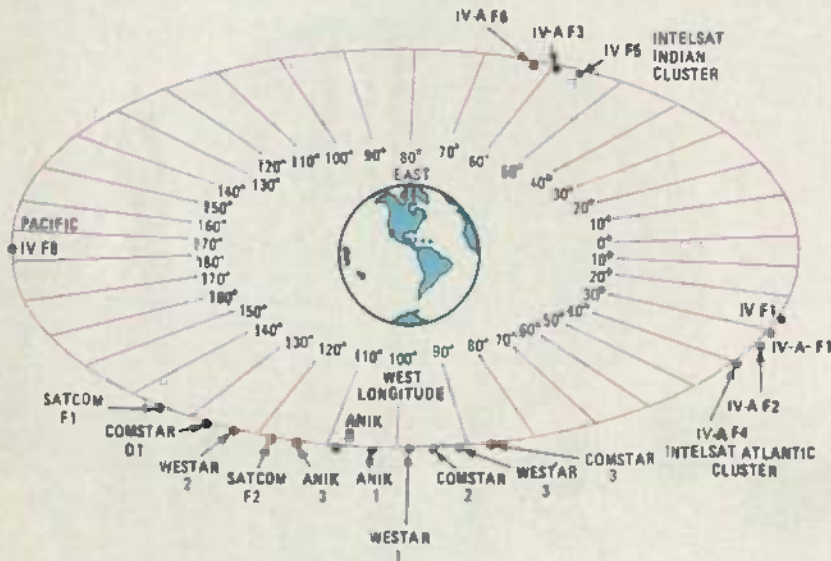 IV-A F6
IV-A F3
IV F5
INTELSAT
INDIAN
CLUSTER
120°
110°
100°
90°
80°
70°
60°
50°
EAST
140°
130°
40°
30°
150°
20°
PACIFIC
160°
10°
IV F8
170°
0°
180°
10°
170°
20°
160°
30°
IV F1
150°
40°
50°
60°
70°
140°
130°
120°
110°
100°
90°
80°
IV-A-F1
WEST
LONGITUDE
IV-A F2
SATCOM
F1
COMSTAR
D1
ANIK
IV-A F4
INTELSAT ATLANTIC
CLUSTER
WESTAR
2
SATCOM
F2
ANIK
3
ANIK
1
COMSTAR
2
WESTAR
3
COMSTAR
3
WESTAR